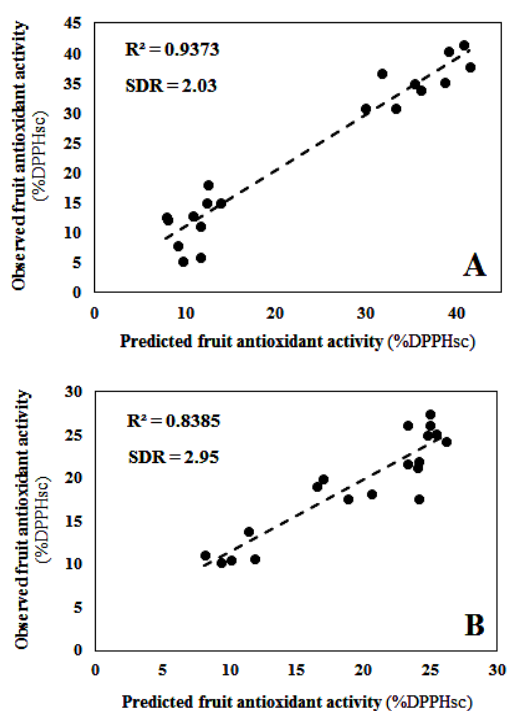 45
40
35
30
25
20
15
10
5
0
Observed fruit antioxidant activity
(%DPPHsc)
R² = 0.9373
SDR = 2.03
A
0 10 20 30 40
Predicted fruit antioxidant activity (%DPPHsc)
30
25
20
15
10
5
0
Observed fruit antioxidant activity
(%DPPHsc)
R² = 0.8385
SDR = 2.95
B
0 5 10 15 20 25 30
Predicted fruit antioxidant activity (%DPPHsc)